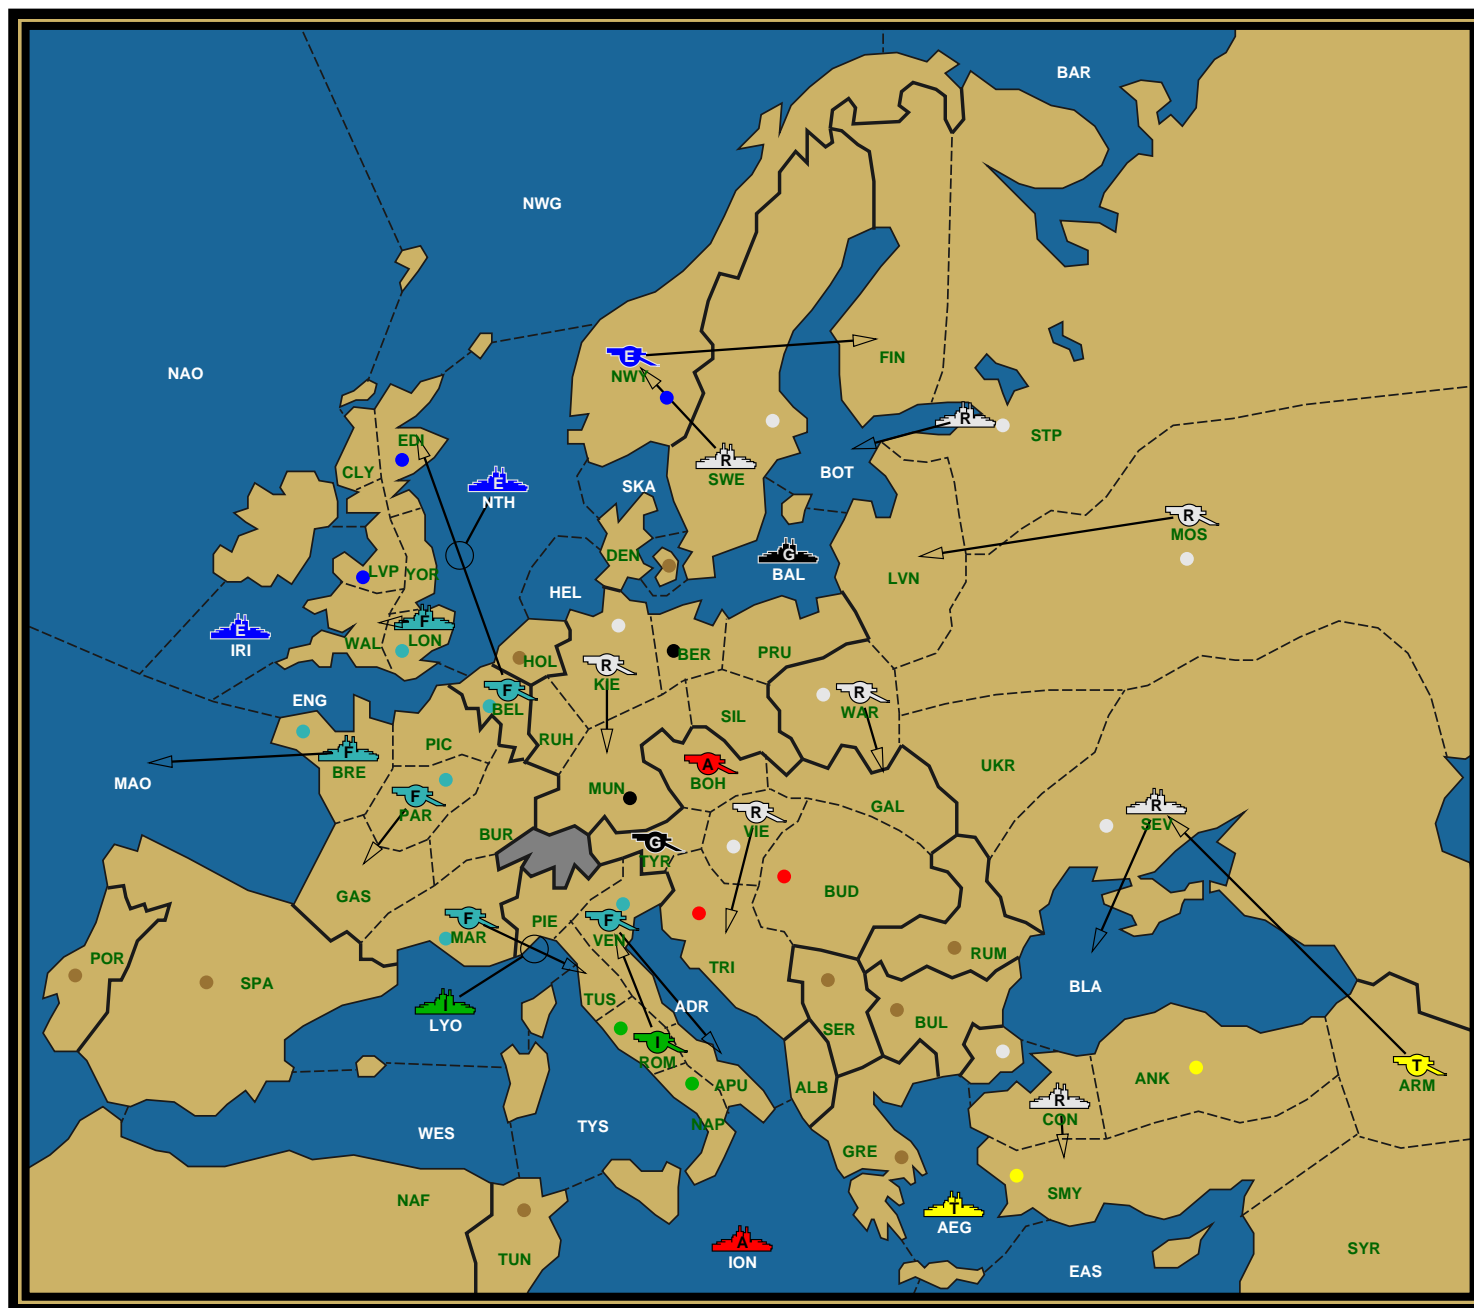 BAR
NWG
NAO
E
NWY
FIN
R
STP
EDI
CLY
E
NTH
SKA
R
SWE
BOT
R
MOS
DEN
G
BAL
LVN
LVP
YOR
HEL
E
IRI
F
LON
WAL
HOL
R
KIE
BER
PRU
ENG
F
BEL
R
WAR
SIL
PIC
RUH
F
BRE
MAO
A
BOH
UKR
MUN
F
PAR
R
VIE
GAL
R
SEV
BUR
G
TYR
BUD
GAS
F
MAR
PIE
F
VEN
POR
SPA
TRI
RUM
BLA
TUS
ADR
I
LYO
SER
BUL
I
ROM
APU
ALB
ANK
T
ARM
R
CON
WES
TYS
NAP
GRE
NAF
SMY
T
AEG
A
ION
TUN
EAS
SYR